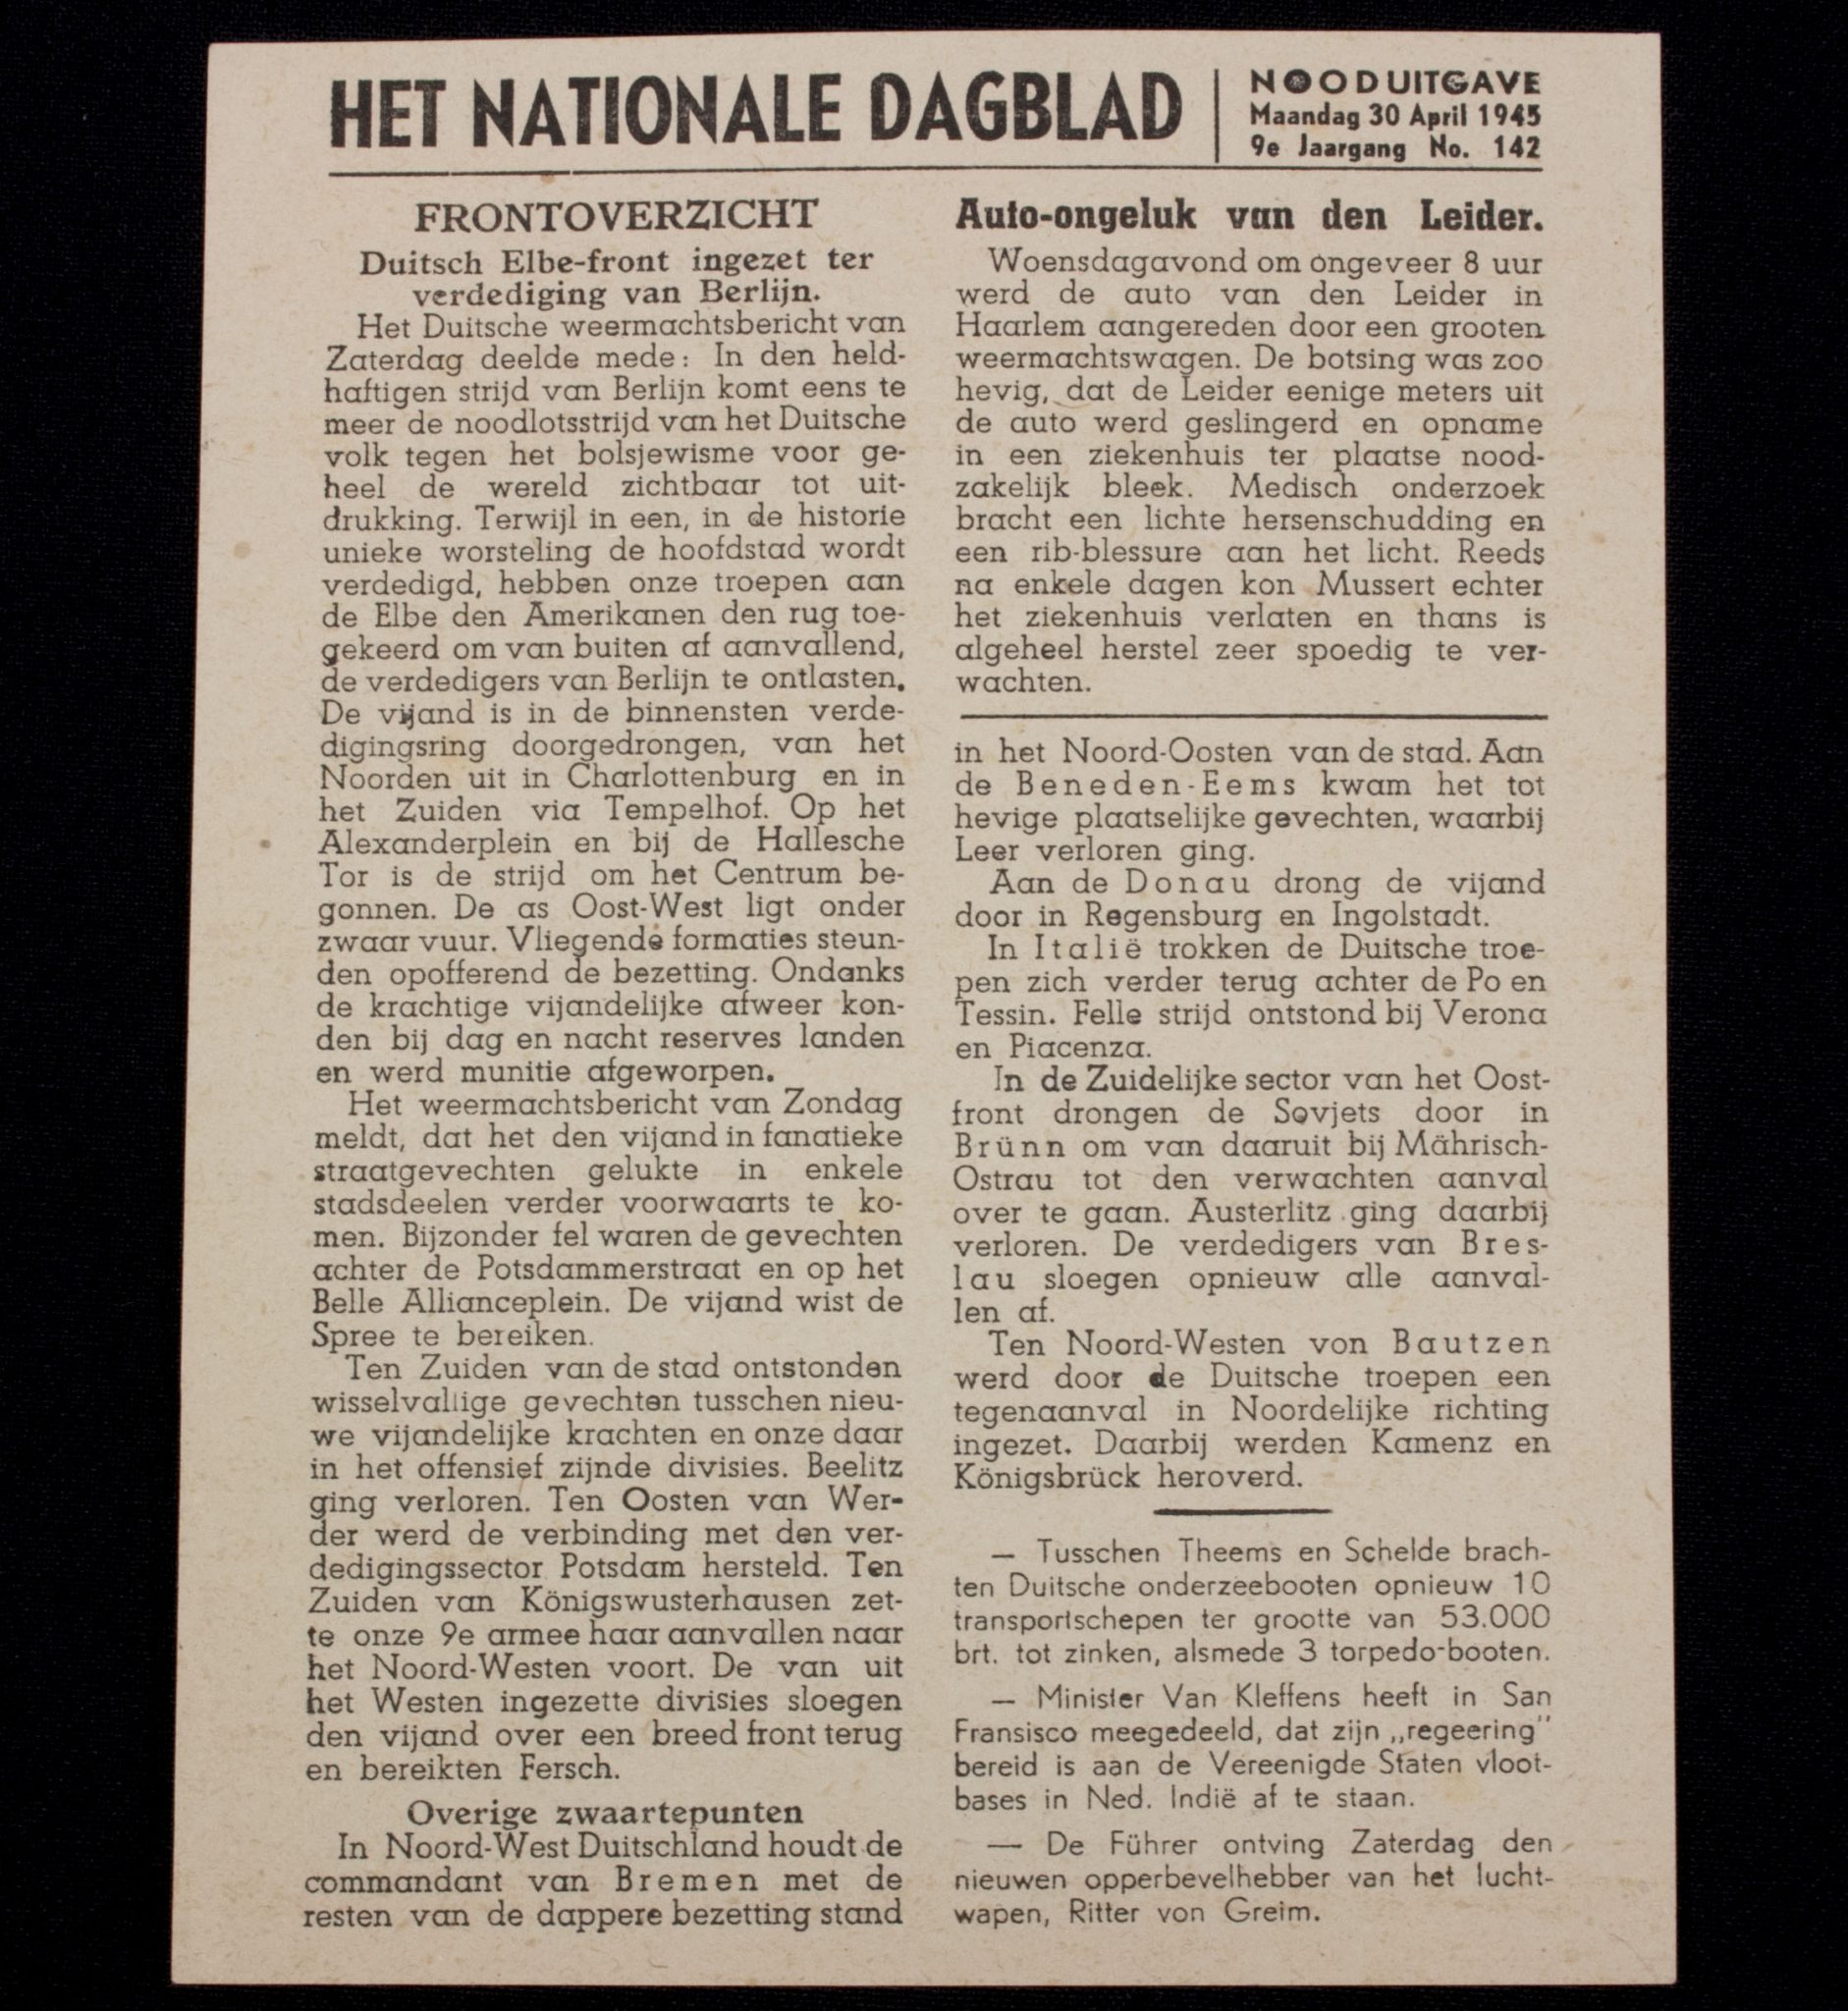 HET NATIONALE DAGBLAD
NOODUITGAVE
Maandag 30 April 1945
9e Jaargang No. 142
FRONTOVERZICHT
Duitsch Elbe-front ingezet ter
verdediging van Berlijn.
Het Duitsche weermachtsbericht van
Zaterdag deelde mede: In den held-
haftigen strijd van Berlijn komt eens te
meer de noodlotsstrijd van het Duitsche
volk tegen het bolsjewisme voor ge-
heel de wereld zichtbaar tot uit-
drukking. Terwijl in een, in de historie
unieke worsteling de hoofdstad wordt
verdedigd, hebben onze troepen aan
de Elbe den Amerikanen den rug toe-
gekeerd om van buiten af aanvallend,
de verdedigers van Berlijn te ontlasten.
De vijand is in de binnensten verde-
digingsring doorgedrongen, van het
Noorden uit in Charlottenburg en in
het Zuiden via Tempelhof. Op het
Alexanderplein en bij de Hallesche
Tor is de strijd om het Centrum be-
gonnen. De as Oost-West ligt onder
zwaar vuur. Vliegende formaties steun-
den opofferend de bezetting. Ondanks
de krachtige vijandelijke afweer kon-
den bij dag en nacht reserves landen
en werd munitie afgeworpen.
Het weermachtsbericht van Zondag
meldt, dat het den vijand in fanatieke
straatgevechten gelukte in enkele
stadsdeelen verder voorwaarts te ko-
men. Bijzonder fel waren de gevechten
achter de Potsdammerstraat en op het
Belle Allianceplein. De vijand wist de
Spree te bereiken.
Ten Zuiden van de stad ontstonden
wisselvallige gevechten tusschen nieu-
we vijandelijke krachten en onze daar
in het offensief zijnde divisies. Beelitz
ging verloren. Ten Oosten van Wer-
der werd de verbinding met den ver-
dedigingssector Potsdam hersteld. Ten
Zuiden van Königswusterhausen zet-
te onze 9e armee haar aanvallen naar
het Noord-Westen voort. De van uit
het Westen ingezette divisies sloegen
den vijand over een breed front terug
en bereikten Fersch.
Overige zwaartepunten
In Noord-West Duitschland houdt de
commandant van Bremen met de
resten van de dappere bezetting stand
Auto-ongeluk van den Leider.
Woensdagavond om ongeveer 8 uur
werd de auto van den Leider in
Haarlem aangereden door een grooten
weermachtswagen. De botsing was zoo
hevig, dat de Leider eenige meters uit
de auto werd geslingerd en opname
in een ziekenhuis ter plaatse nood-
zakelijk bleek. Medisch onderzoek
bracht een lichte hersenschudding en
een rib-blessure aan het licht. Reeds
na enkele dagen kon Mussert echter
het ziekenhuis verlaten en thans is
algeheel herstel zeer spoedig te ver-
wachten.
in het Noord-Oosten van de stad. Aan
de Beneden-Eems kwam het tot
hevige plaatselijke gevechten, waarbij
Leer verloren ging.
Aan de Donau drong de vijand
door in Regensburg en Ingolstadt.
In Italië trokken de Duitsche troe-
pen zich verder terug achter de Po en
Tessin. Felle strijd ontstond bij Verona
en Piacenza.
In de Zuidelijke sector van het Oost-
front drongen de Sovjets door in
Brünn om van daaruit bij Mährisch-
Ostrau tot den verwachten aanval
over te gaan. Austerlitz ging daarbij
verloren. De verdedigers van Bres-
lau sloegen opnieuw alle aanval-
len af.
Ten Noord-Westen von Bautzen
werd door de Duitsche troepen een
tegenaanval in Noordelijke richting
ingezet. Daarbij werden Kamenz en
Königsbrück heroverd.
— Tusschen Theems en Schelde brach-
ten Duitsche onderzeebooten opnieuw 10
transportschepen ter grootte van 53.000
brt. tot zinken, alsmede 3 torpedo-booten.
— Minister Van Kleffens heeft in San
Fransisco meegedeeld, dat zijn „regeering”
bereid is aan de Vereenigde Staten vloot-
bases in Ned. Indië af te staan.
— De Führer ontving Zaterdag den
nieuwen opperbevelhebber van het lucht-
wapen, Ritter von Greim.